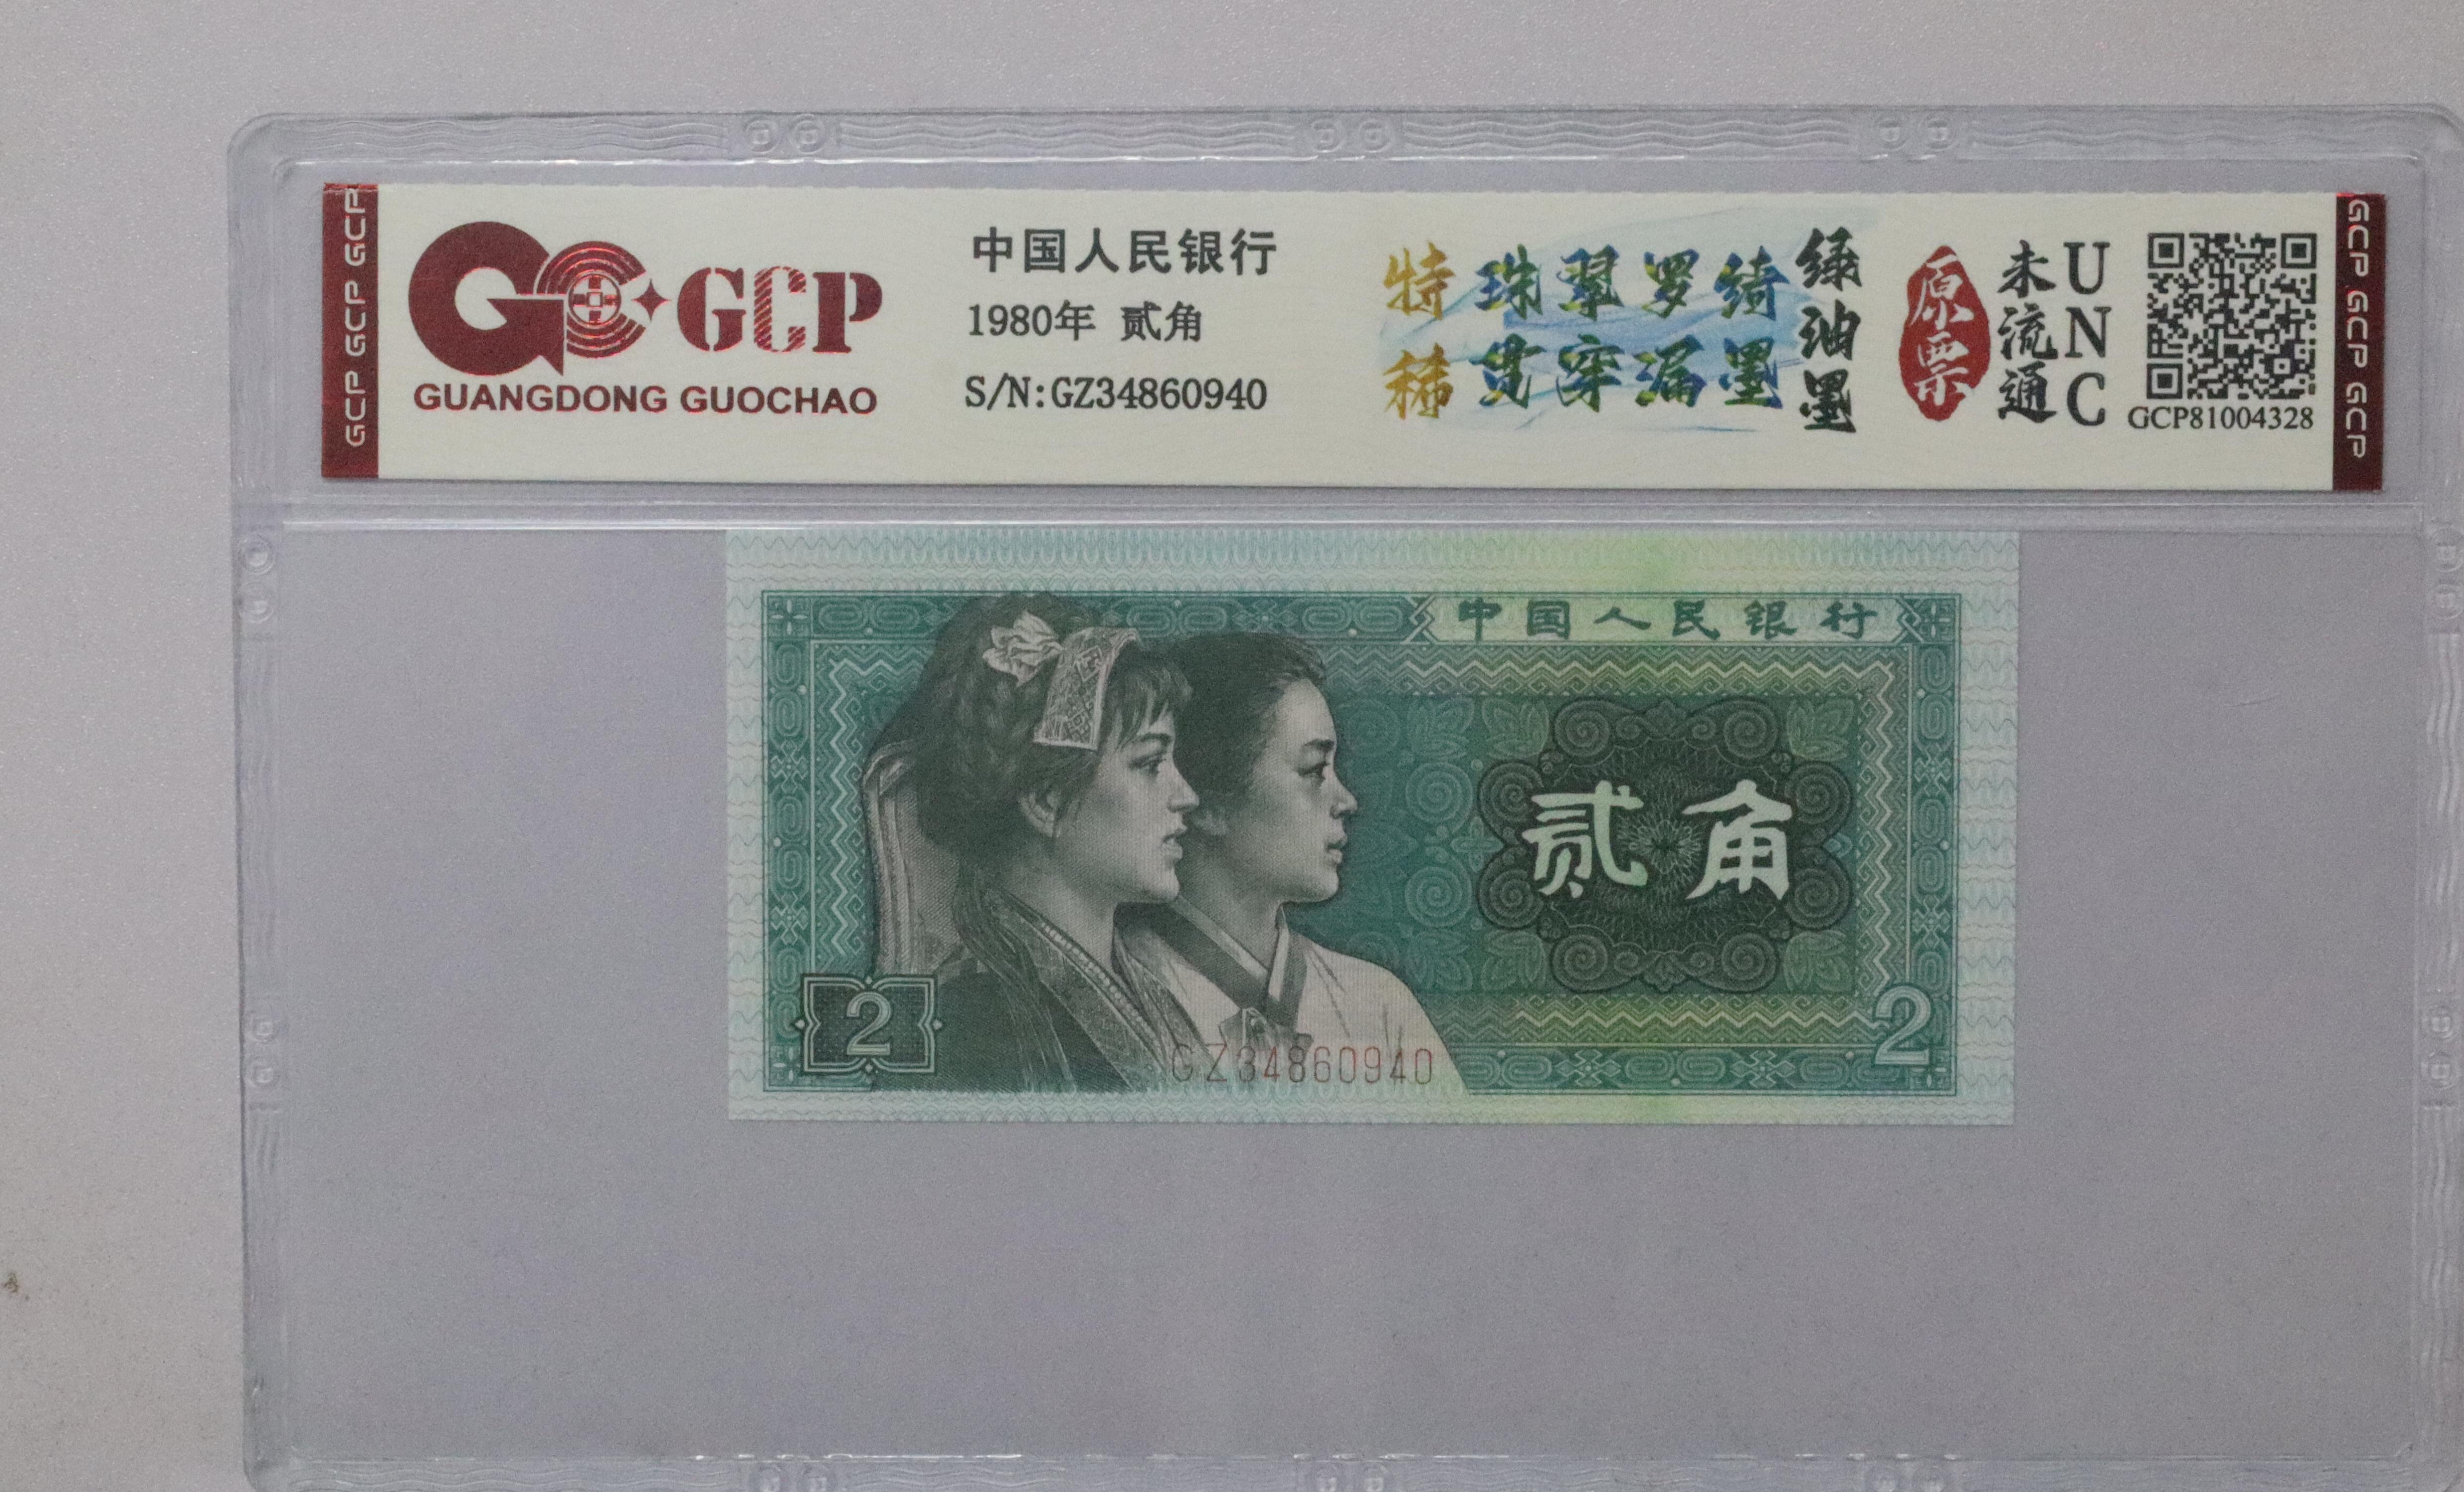 GCP GCP GCP
GCP
GUANGDONG GUOCHAO
中国人民银行
1980年 贰角
S/N:GZ34860940
特稀
珠翠罗绮
贯穿漏墨
绿油墨
原票
未流通
UNC
GCP81004328
GCP GCP GCP
中国人民银行
贰角
2
GZ34860940
2